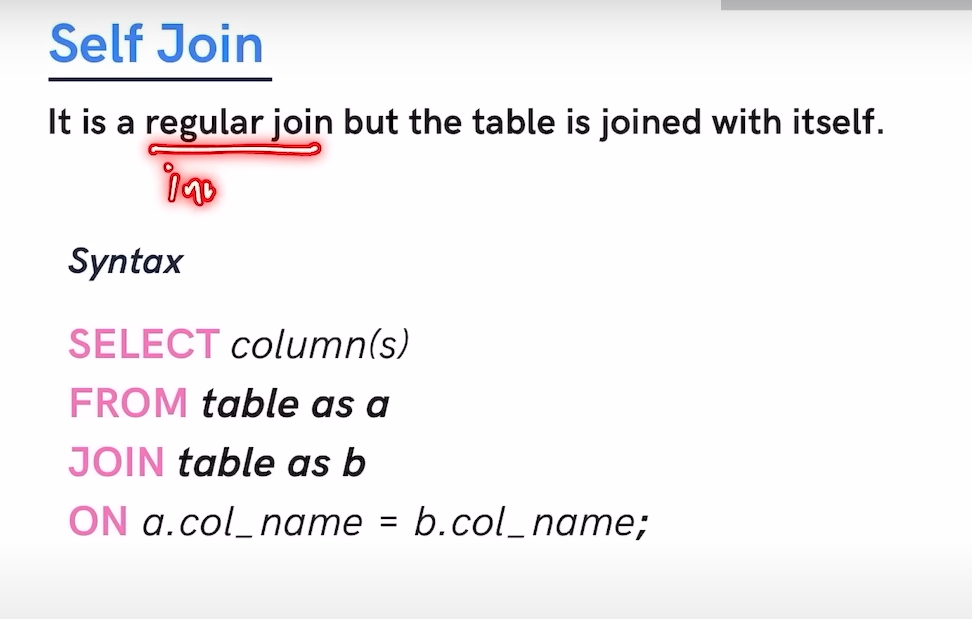 Self Join
It is a regular join but the table is joined with itself.
Syntax
SELECT column(s)
FROM table as a
JOIN table as b
ON a.col_name = b.col_name;